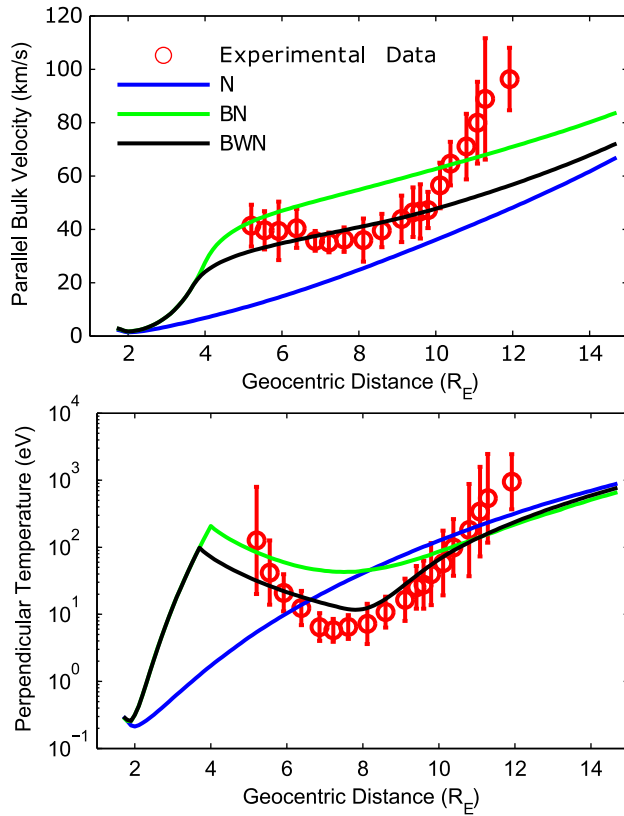 120
100
80
60
40
20
0
Parallel Bulk Velocity (km/s)
Experimental Data
N
BN
BWN
2 4 6 8 10 12 14
Geocentric Distance (R_E)
10^4
10^3
10^2
10^1
10^0
10^-1
Perpendicular Temperature (eV)
2 4 6 8 10 12 14
Geocentric Distance (R_E)